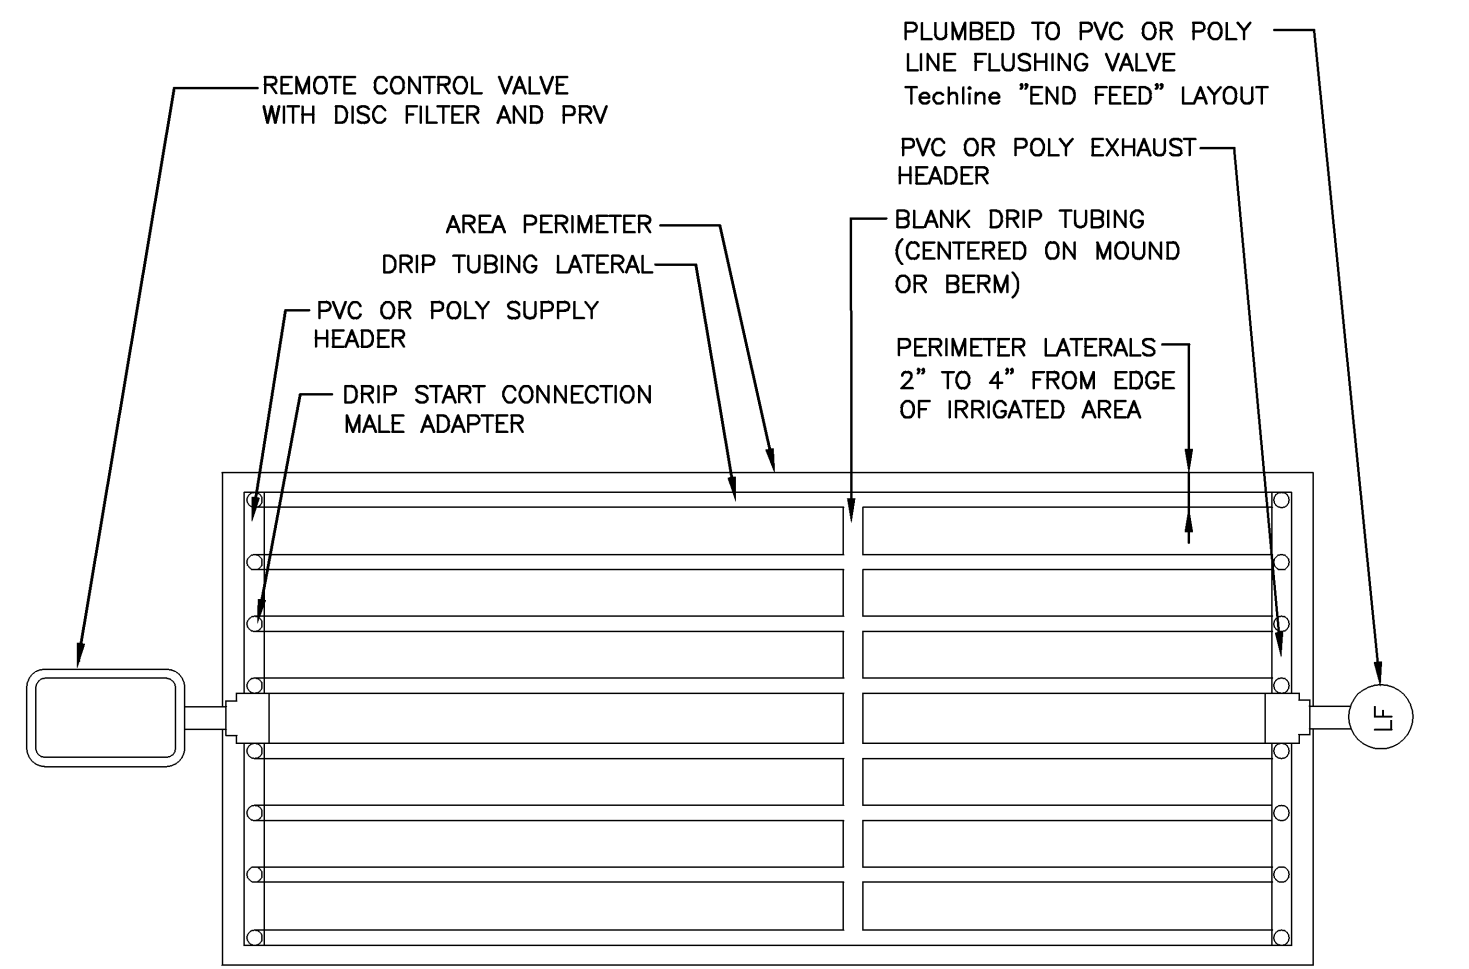 REMOTE CONTROL VALVE
WITH DISC FILTER AND PRV
PLUMBED TO PVC OR POLY
LINE FLUSHING VALVE
Techline "END FEED" LAYOUT
PVC OR POLY EXHAUST
HEADER
AREA PERIMETER
BLANK DRIP TUBING
(CENTERED ON MOUND
OR BERM)
DRIP TUBING LATERAL
PVC OR POLY SUPPLY
HEADER
PERIMETER LATERALS
2" TO 4" FROM EDGE
OF IRRIGATED AREA
DRIP START CONNECTION
MALE ADAPTER
LF